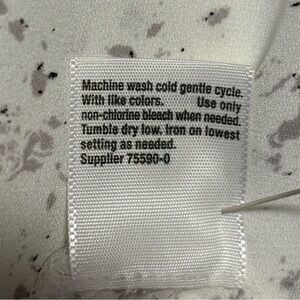 Machine wash cold gentle cycle.
With like colors. Use only
non-chlorine bleach when needed.
Tumble dry low. Iron on lowest
setting as needed.
Supplier 75590-0